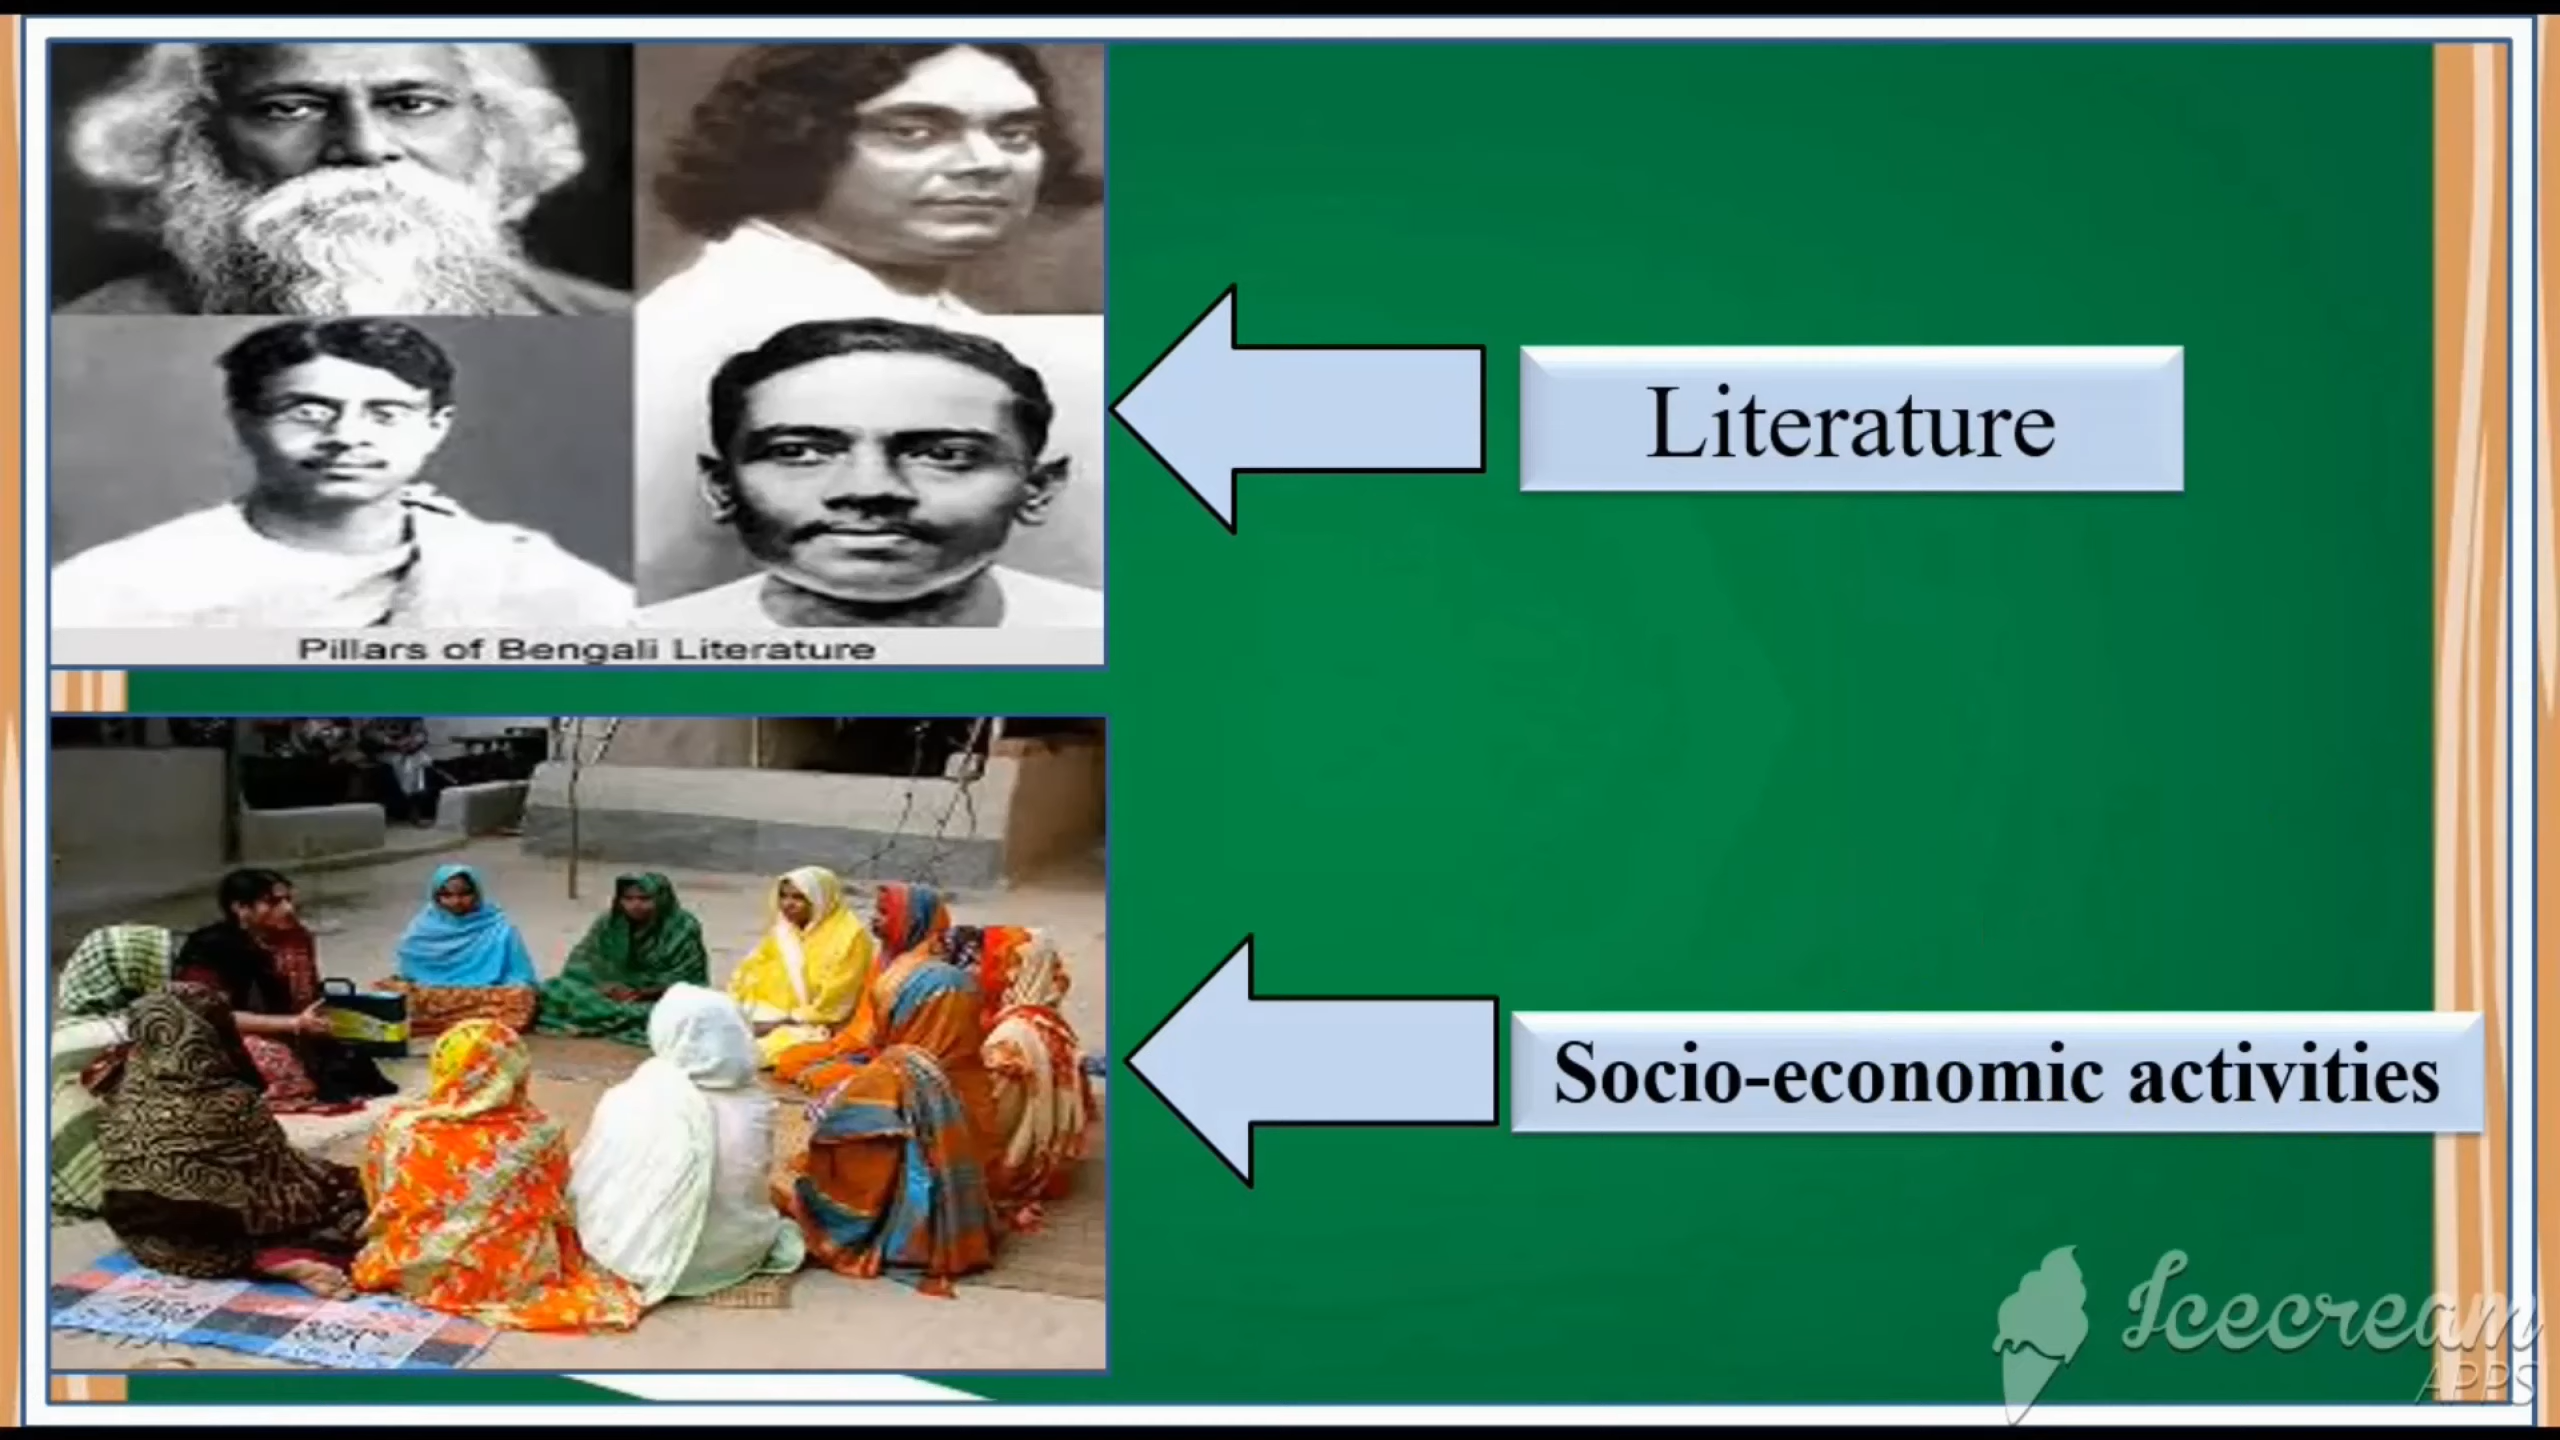 Literature
Pillars of Bengali Literature
Socio-economic activities
Icecream
APPS